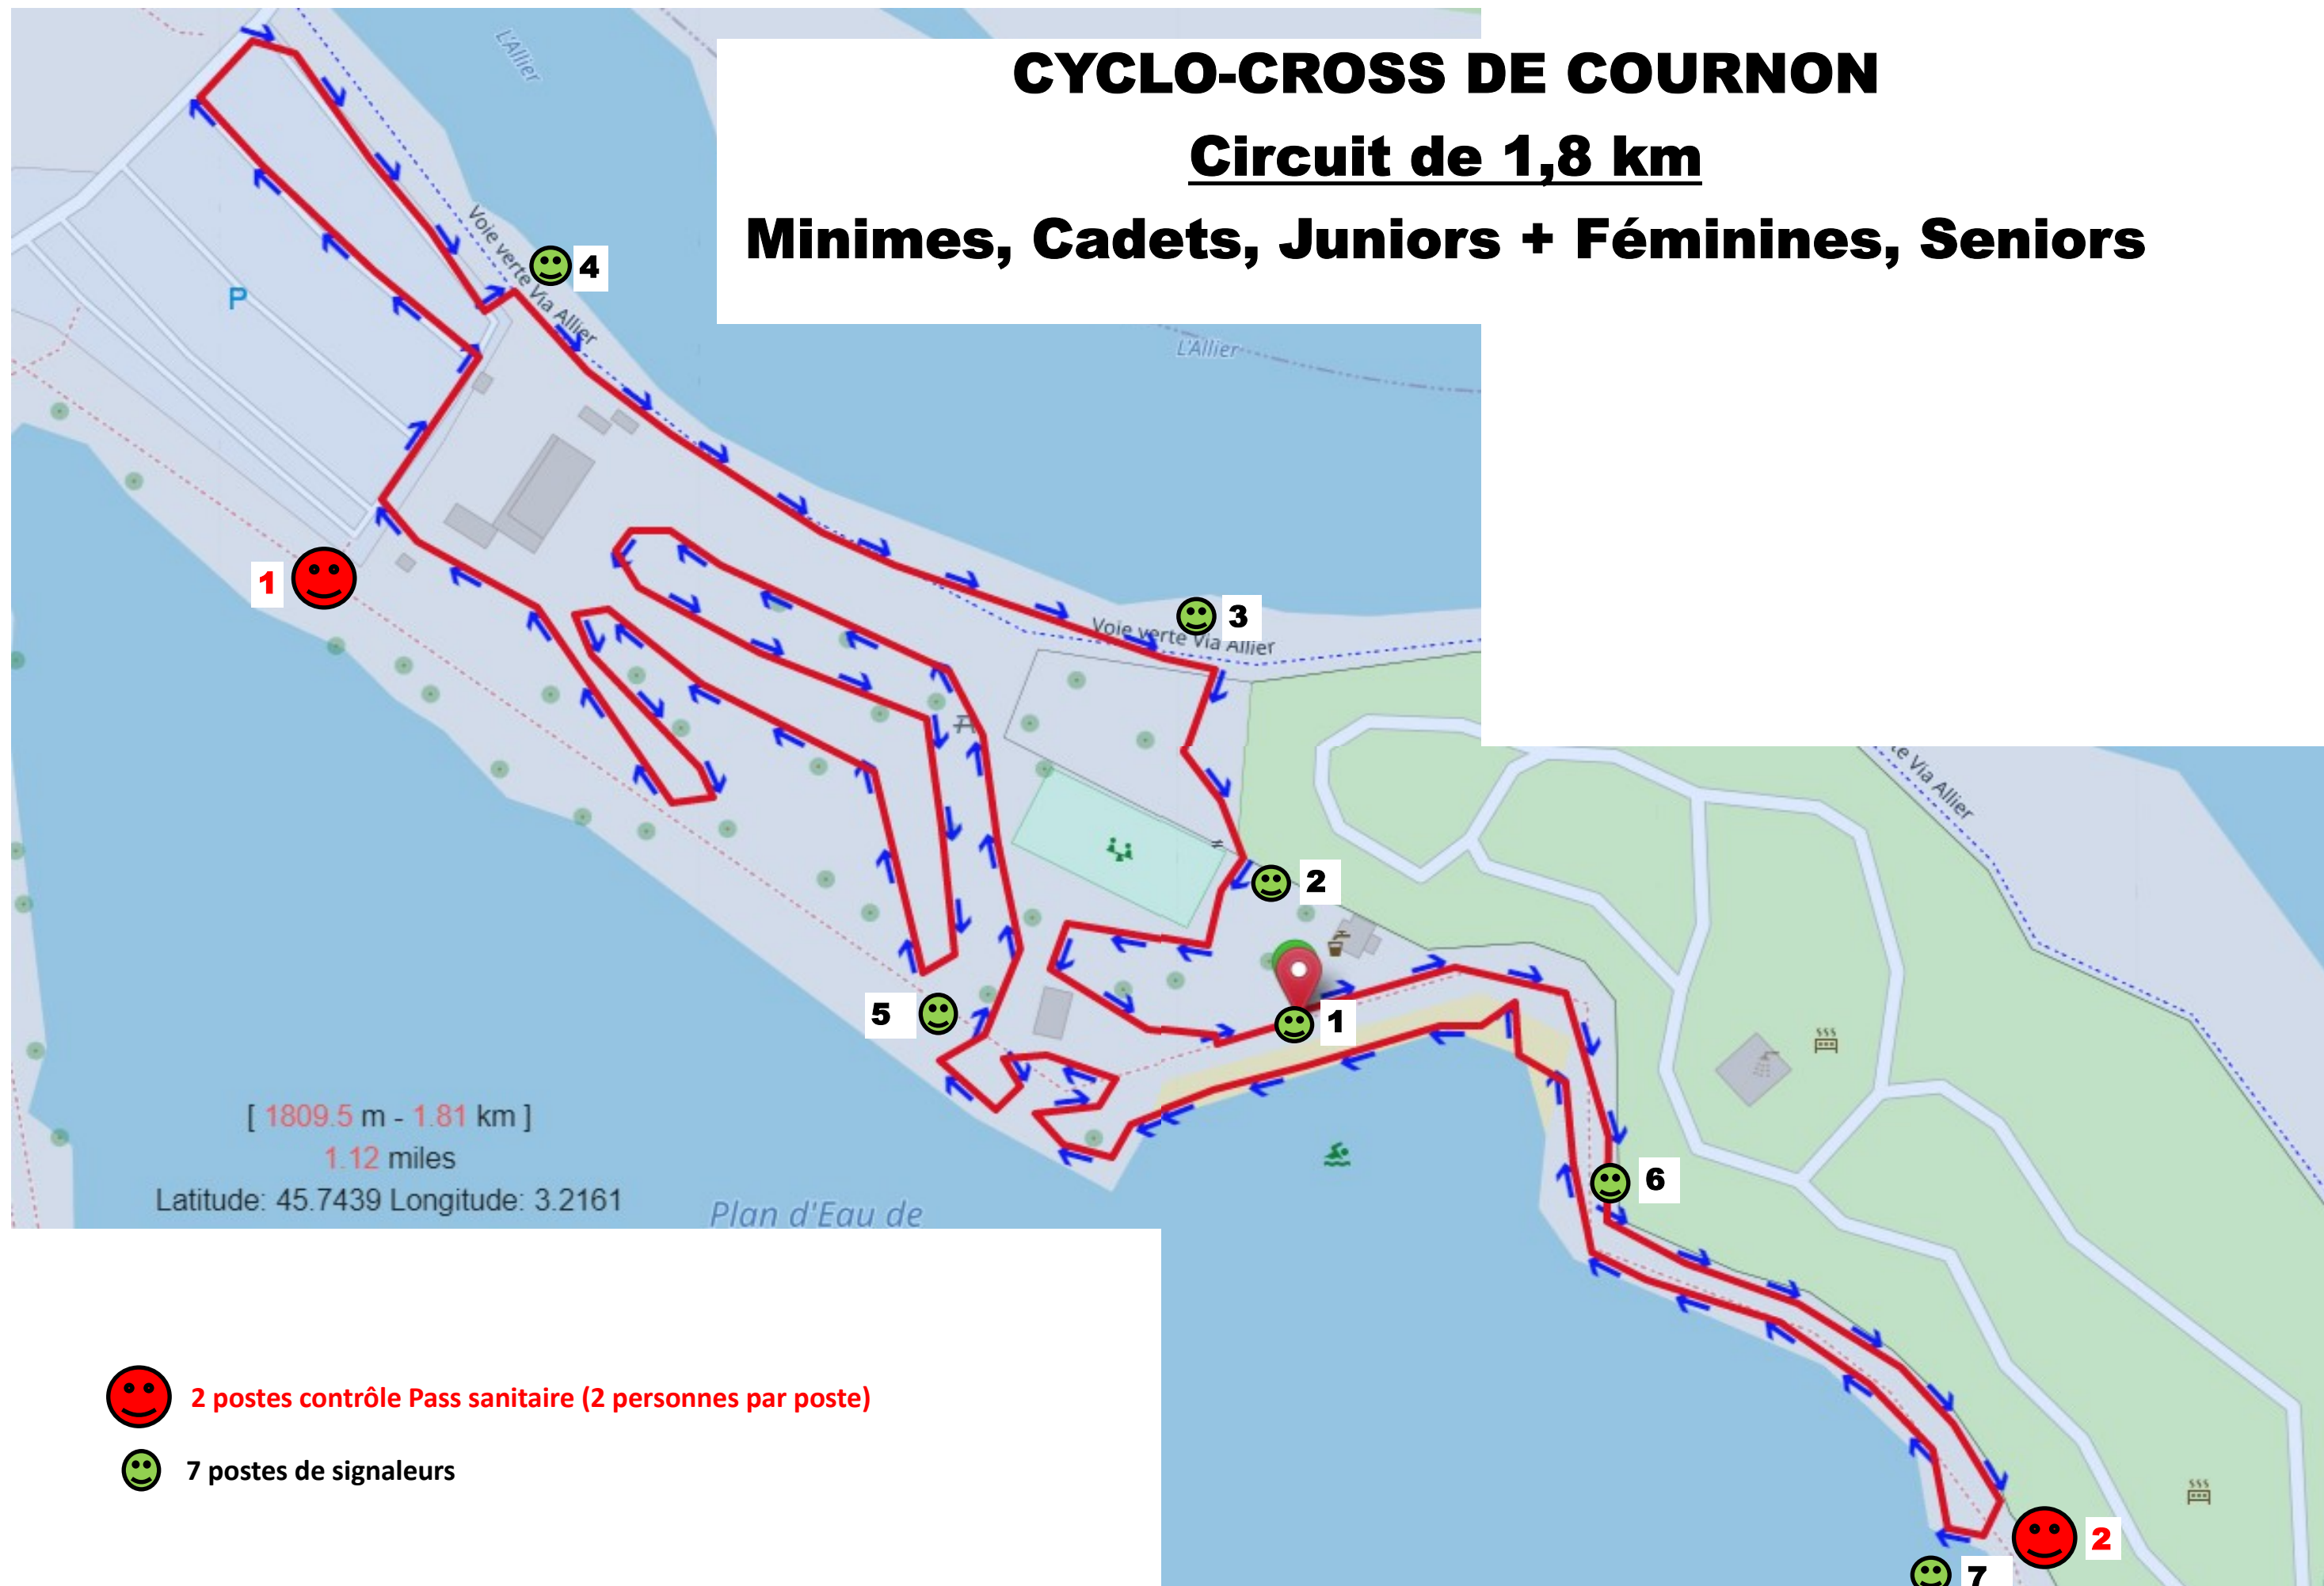 CYCLO-CROSS DE COURNON
Circuit de 1,8 km
Minimes, Cadets, Juniors + Féminines, Seniors
L'Allier
Voie verte Via Allier
4
P
L'Allier
1
3
Voie verte Via Allier
te Via Allier
2
5
1
6
[ 1809.5 m - 1.81 km ]
1.12 miles
Latitude: 45.7439 Longitude: 3.2161
Plan d'Eau de
2 postes contrôle Pass sanitaire (2 personnes par poste)
7 postes de signaleurs
2
7